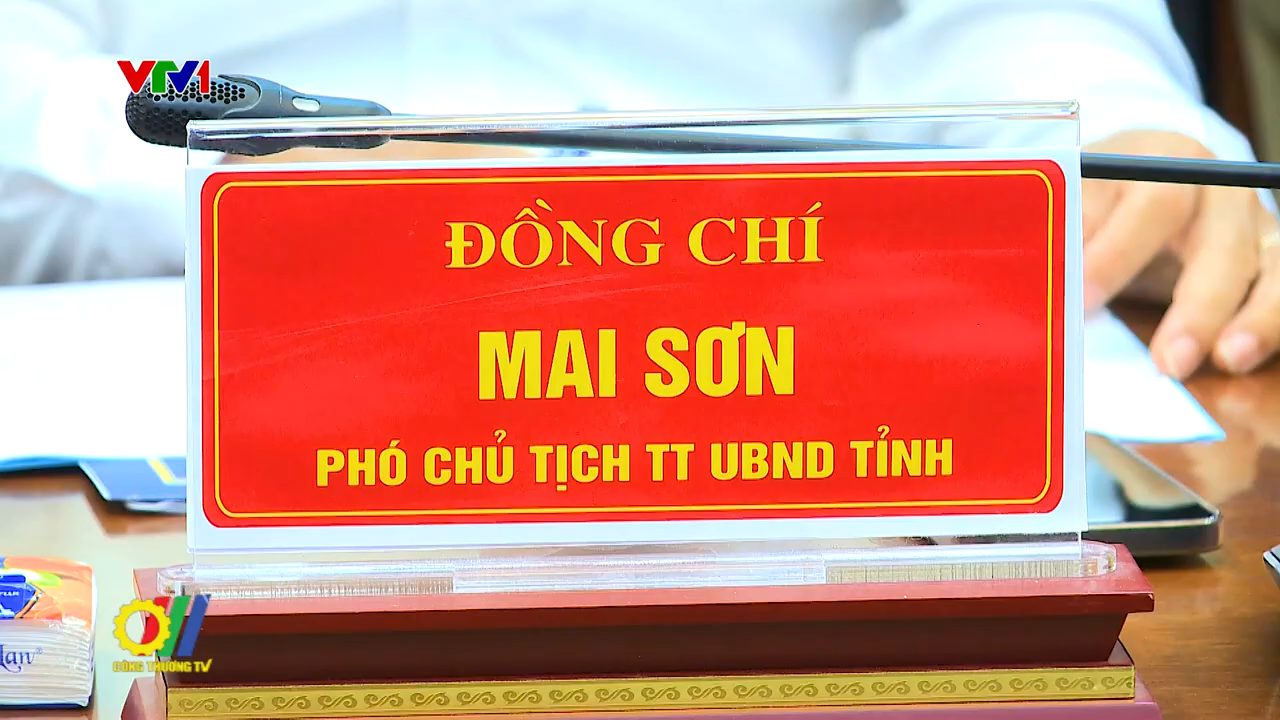 VTV1
ĐỒNG CHÍ
MAI SƠN
PHÓ CHỦ TỊCH TT UBND TỈNH
CÔNG THƯƠNG TV